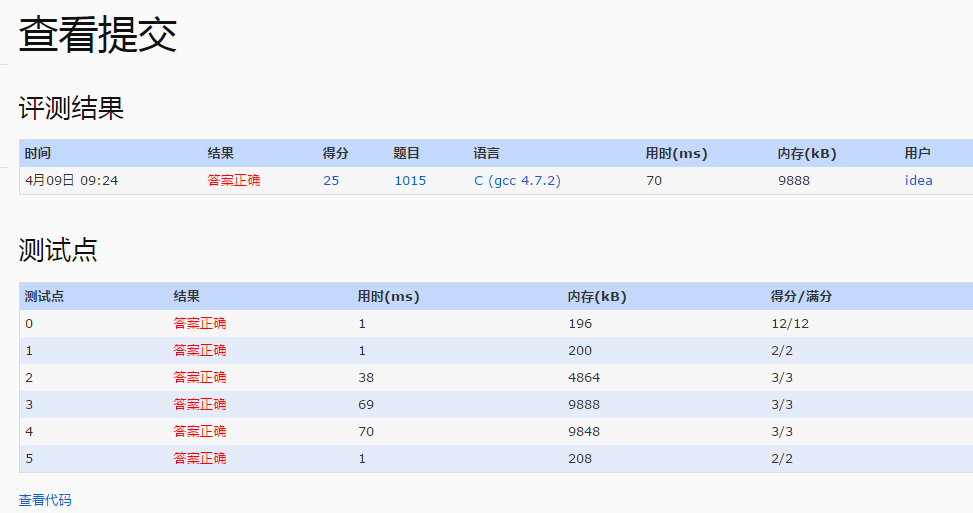 查看提交
评测结果
时间 结果 得分 题目 语言 用时(ms) 内存(kB) 用户
4月09日 09:24 答案正确 25 1015 C (gcc 4.7.2) 70 9888 idea
测试点
测试点 结果 用时(ms) 内存(kB) 得分/满分
0 答案正确 1 196 12/12
1 答案正确 1 200 2/2
2 答案正确 38 4864 3/3
3 答案正确 69 9888 3/3
4 答案正确 70 9848 3/3
5 答案正确 1 208 2/2
查看代码